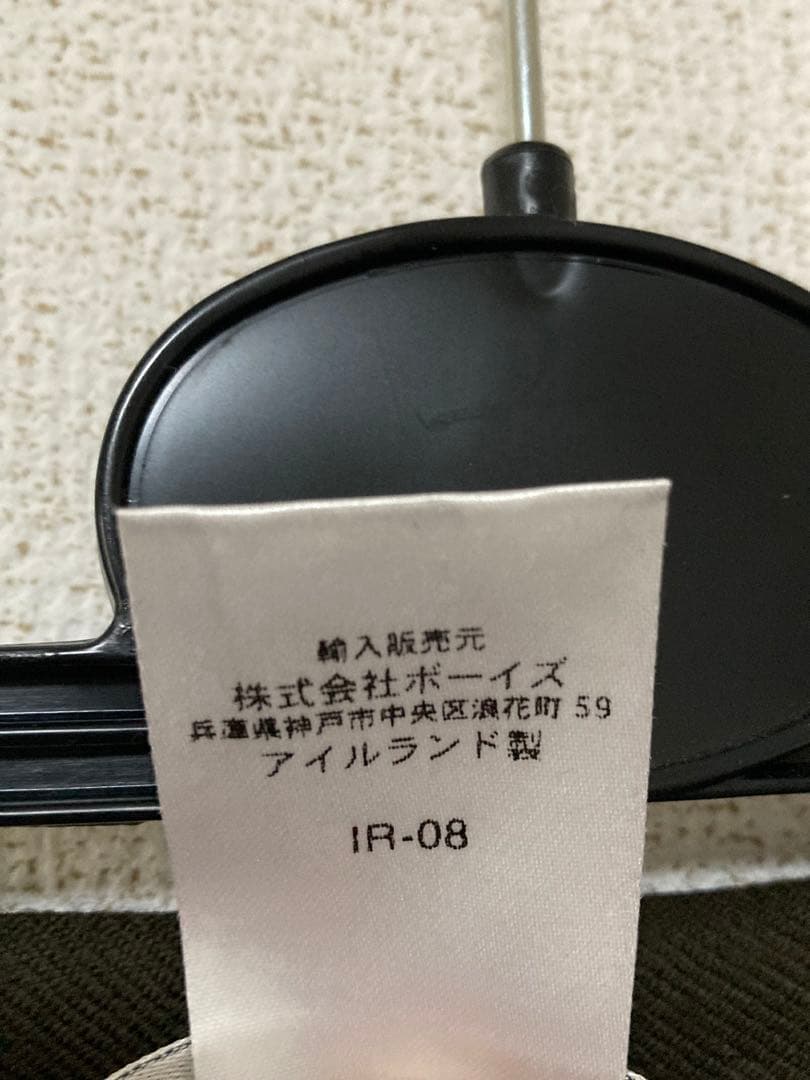 輸入販売元
株式会社ボーイズ
兵庫県神戸市中央区浪花町 59
アイルランド製
IR-08